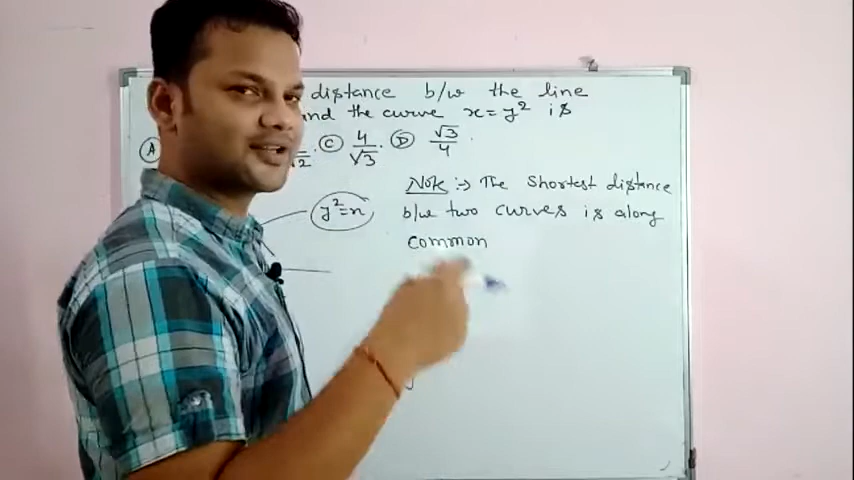 distance b/w the line
and the curve x = y² is
(A) √2 . (C) 4/√3 . (D) √3/4 .
y² = x
Note :→ The Shortest distance
b/w two curves is along
common